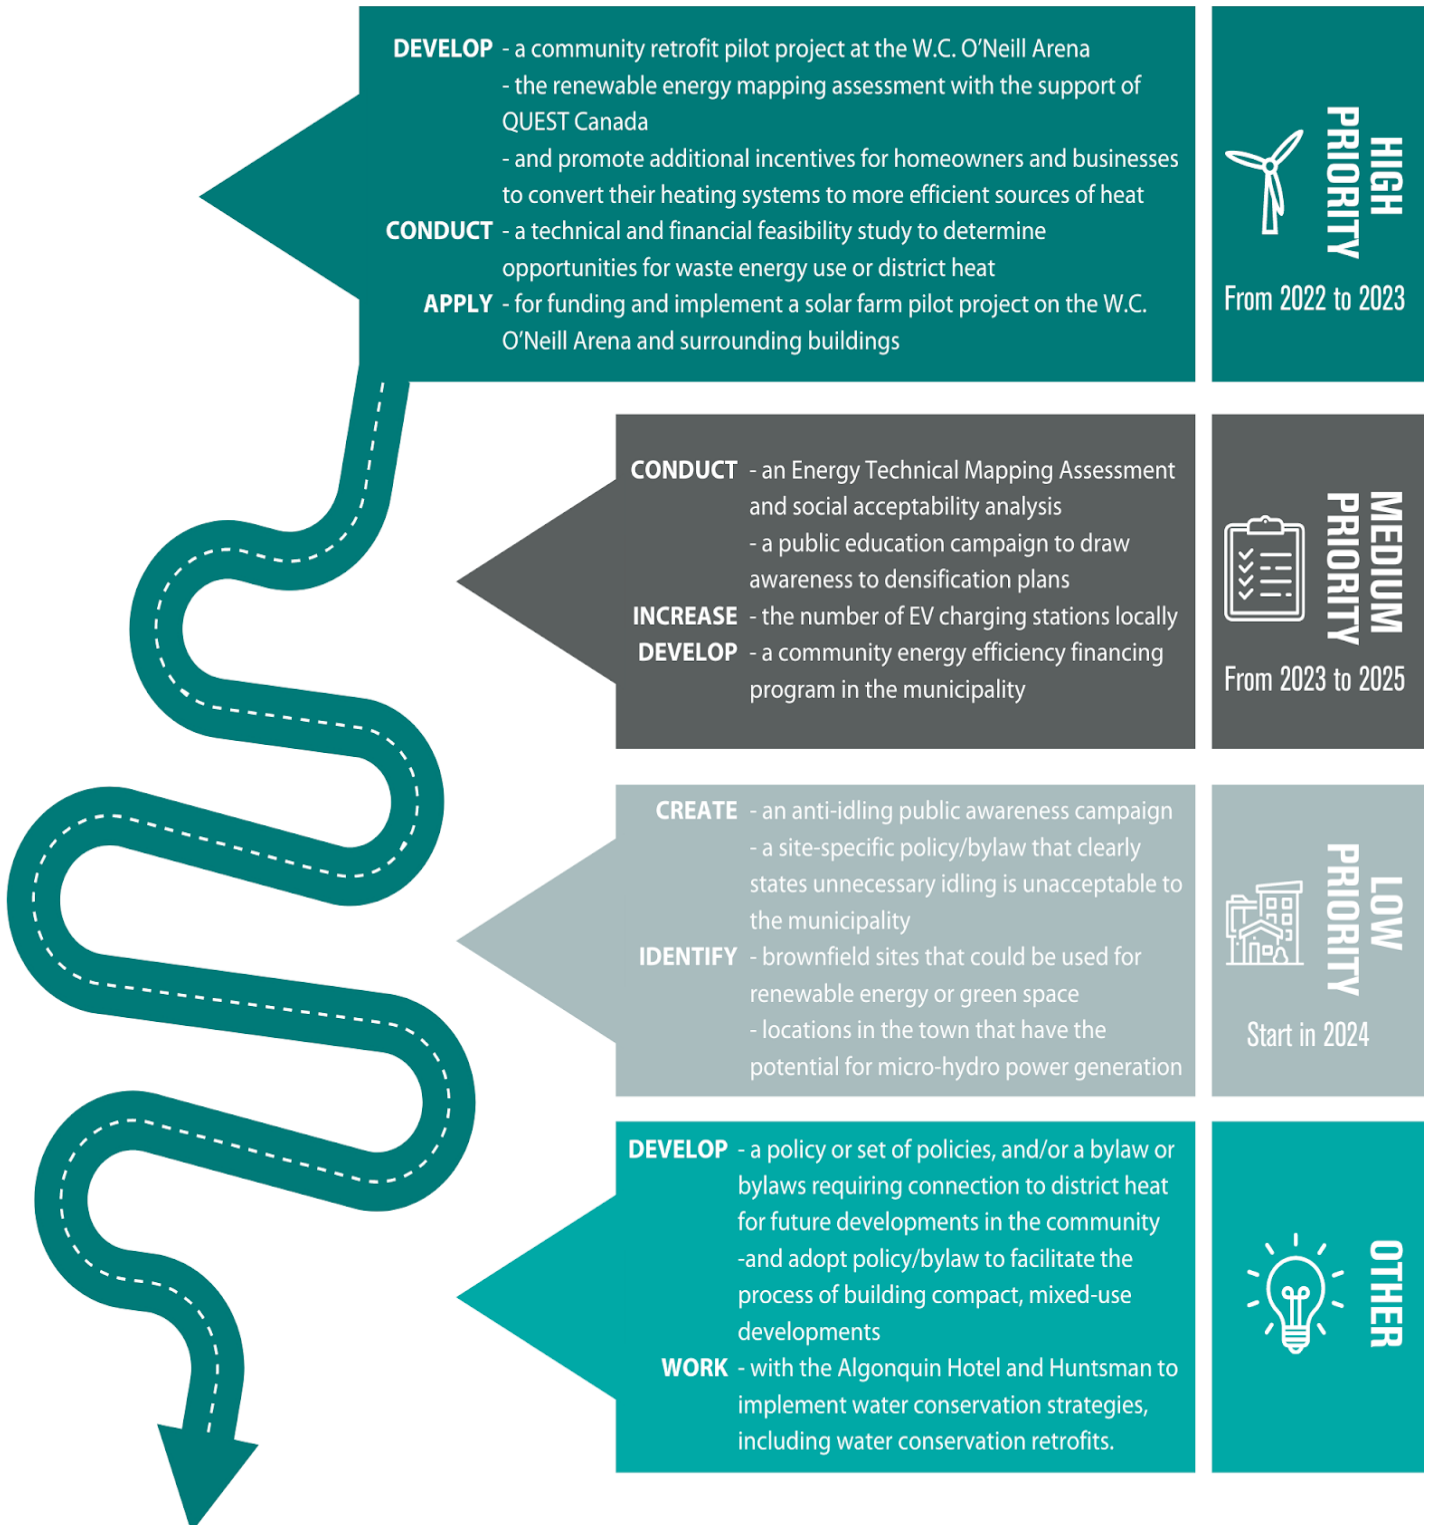 DEVELOP - a community retrofit pilot project at the W.C. O'Neill Arena
- the renewable energy mapping assessment with the support of
QUEST Canada
- and promote additional incentives for homeowners and businesses
to convert their heating systems to more efficient sources of heat
CONDUCT - a technical and financial feasibility study to determine
opportunities for waste energy use or district heat
APPLY - for funding and implement a solar farm pilot project on the W.C.
O'Neill Arena and surrounding buildings
HIGH
PRIORITY
From 2022 to 2023
CONDUCT - an Energy Technical Mapping Assessment
and social acceptability analysis
- a public education campaign to draw
awareness to densification plans
INCREASE - the number of EV charging stations locally
DEVELOP - a community energy efficiency financing
program in the municipality
MEDIUM
PRIORITY
From 2023 to 2025
CREATE - an anti-idling public awareness campaign
- a site-specific policy/bylaw that clearly
states unnecessary idling is unacceptable to
the municipality
IDENTIFY - brownfield sites that could be used for
renewable energy or green space
- locations in the town that have the
potential for micro-hydro power generation
LOW
PRIORITY
Start in 2024
DEVELOP - a policy or set of policies, and/or a bylaw or
bylaws requiring connection to district heat
for future developments in the community
-and adopt policy/bylaw to facilitate the
process of building compact, mixed-use
developments
WORK - with the Algonquin Hotel and Huntsman to
implement water conservation strategies,
including water conservation retrofits.
OTHER